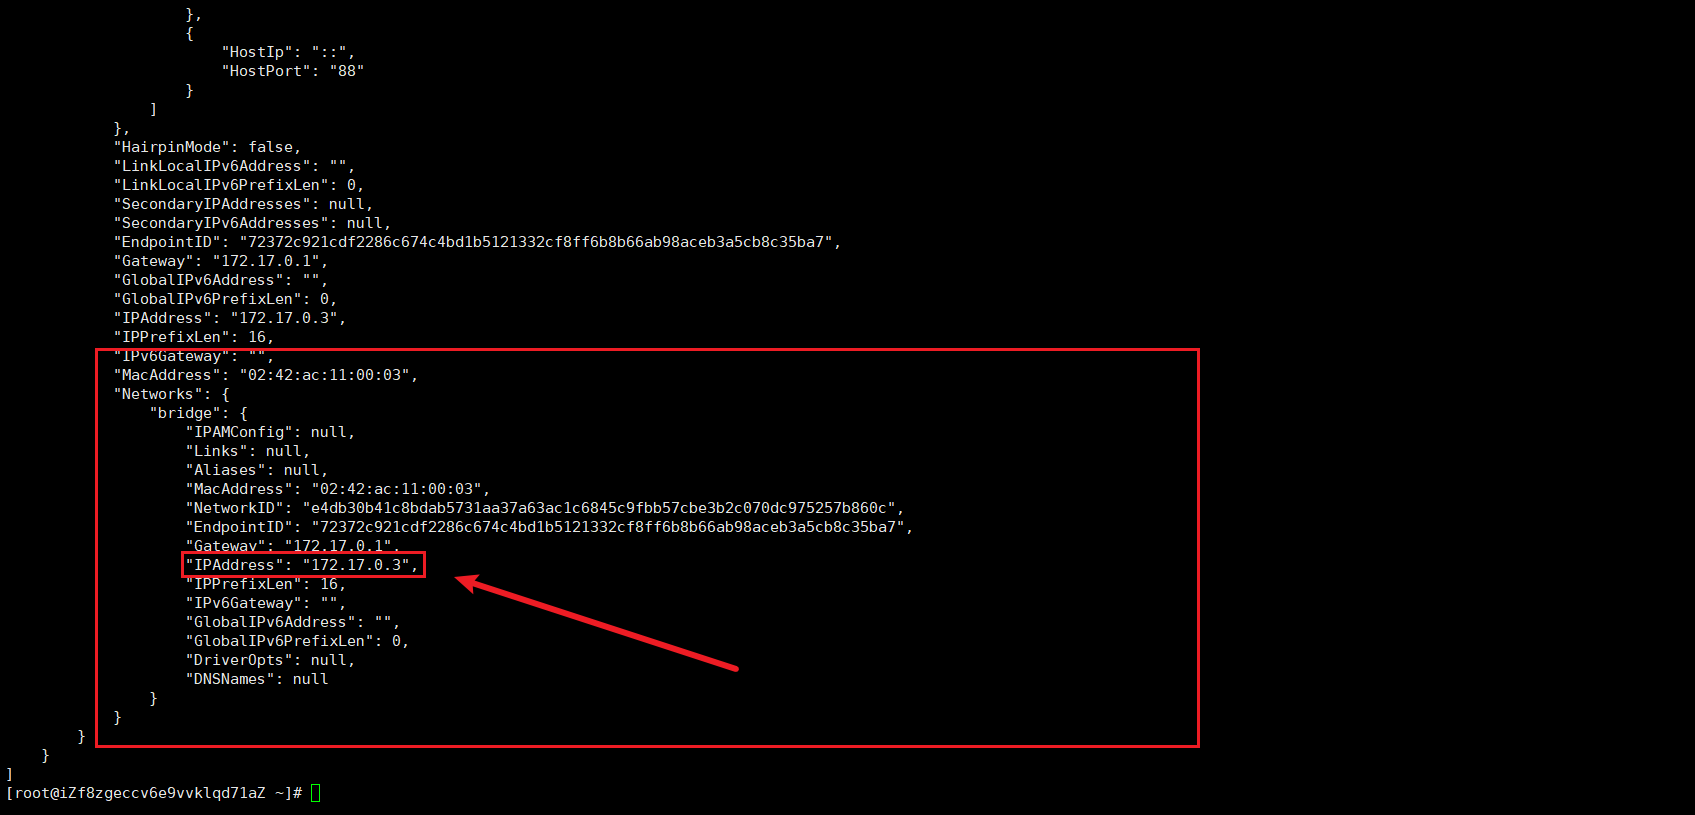 },
{
"HostIp": "::",
"HostPort": "88"
}
]
},
"HairpinMode": false,
"LinkLocalIPv6Address": "",
"LinkLocalIPv6PrefixLen": 0,
"SecondaryIPAddresses": null,
"SecondaryIPv6Addresses": null,
"EndpointID": "72372c921cdf2286c674c4bd1b5121332cf8ff6b8b66ab98aceb3a5cb8c35ba7",
"Gateway": "172.17.0.1",
"GlobalIPv6Address": "",
"GlobalIPv6PrefixLen": 0,
"IPAddress": "172.17.0.3",
"IPPrefixLen": 16,
"IPv6Gateway": "",
"MacAddress": "02:42:ac:11:00:03",
"Networks": {
"bridge": {
"IPAMConfig": null,
"Links": null,
"Aliases": null,
"MacAddress": "02:42:ac:11:00:03",
"NetworkID": "e4db30b41c8bdab5731aa37a63ac1c6845c9fbb57cbe3b2c070dc975257b860c",
"EndpointID": "72372c921cdf2286c674c4bd1b5121332cf8ff6b8b66ab98aceb3a5cb8c35ba7",
"Gateway": "172.17.0.1",
"IPAddress": "172.17.0.3",
"IPPrefixLen": 16,
"IPv6Gateway": "",
"GlobalIPv6Address": "",
"GlobalIPv6PrefixLen": 0,
"DriverOpts": null,
"DNSNames": null
}
}
}
}
]
[root@iZf8zgeccv6e9vvklqd71aZ ~]#